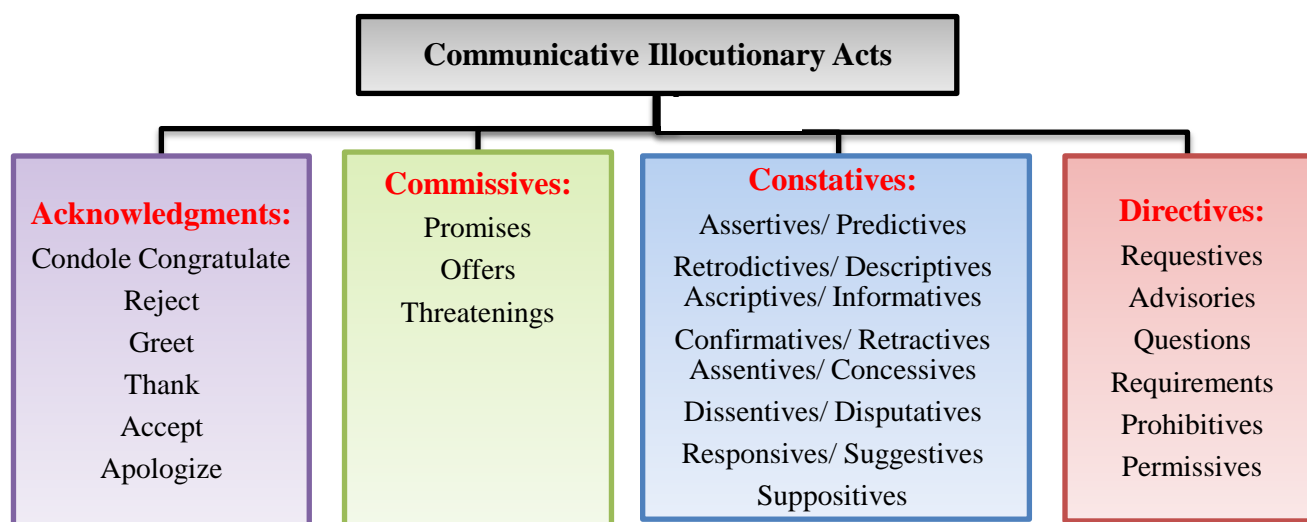 Communicative Illocutionary Acts
Acknowledgments:
Condole Congratulate
Reject
Greet
Thank
Accept
Apologize
Commissives:
Promises
Offers
Threatenings
Constatives:
Assertives/ Predictives
Retrodictives/ Descriptives
Ascriptives/ Informatives
Confirmatives/ Retractives
Assentives/ Concessives
Dissentives/ Disputatives
Responsives/ Suggestives
Suppositives
Directives:
Requestives
Advisories
Questions
Requirements
Prohibitives
Permissives